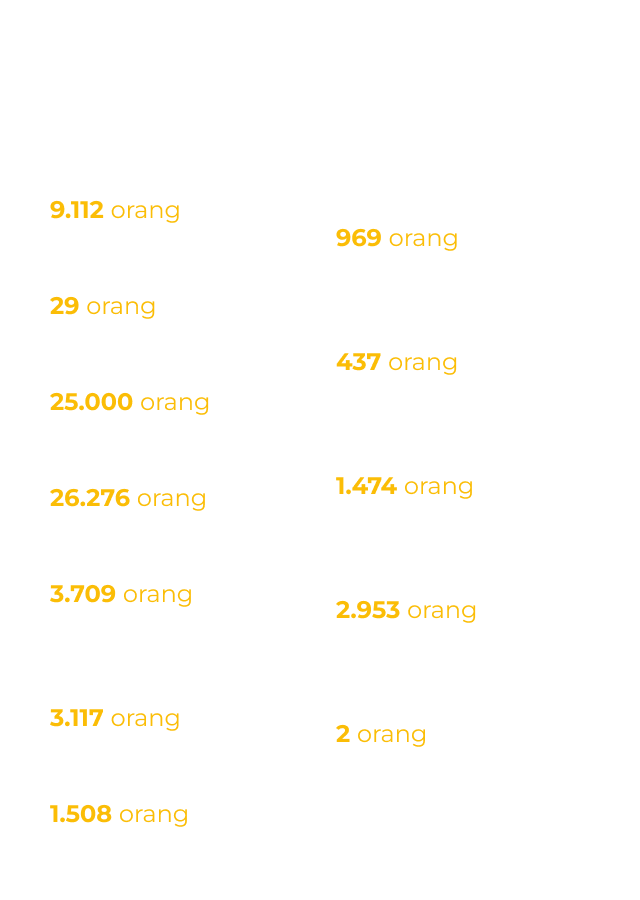 9.112 orang
29 orang
25.000 orang
26.276 orang
3.709 orang
3.117 orang
1.508 orang
969 orang
437 orang
1.474 orang
2.953 orang
2 orang